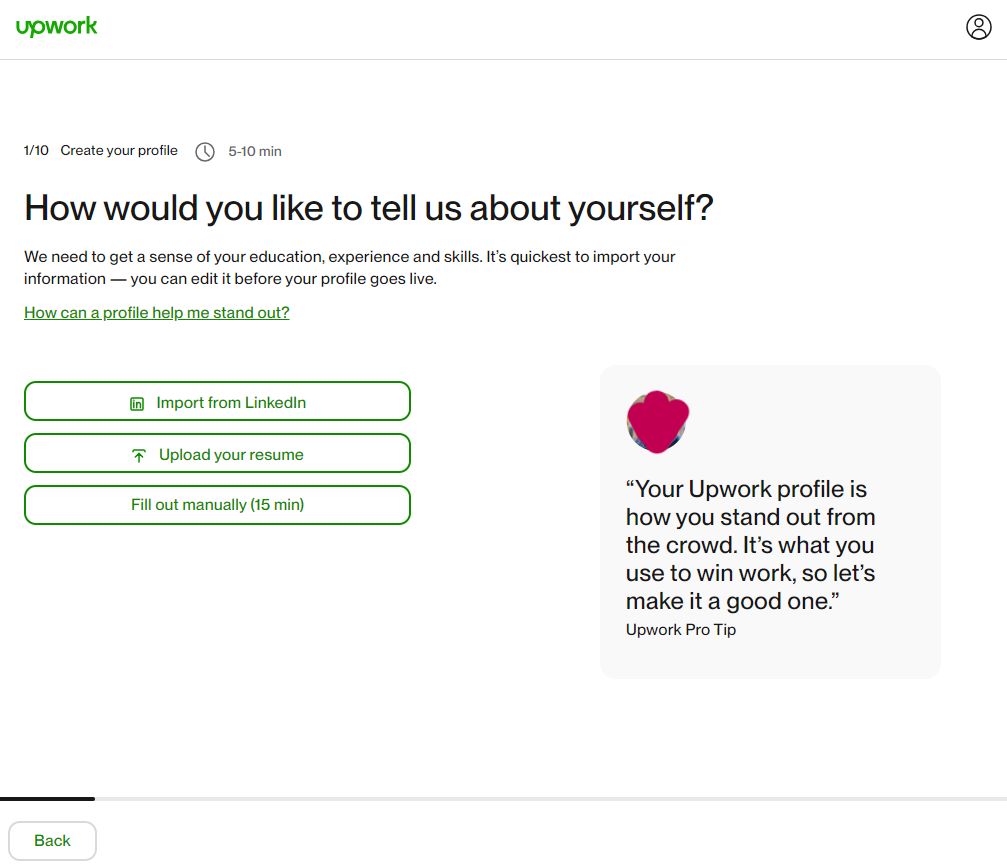 upwork
1/10 Create your profile 5-10 min
How would you like to tell us about yourself?
We need to get a sense of your education, experience and skills. It’s quickest to import your
information — you can edit it before your profile goes live.
How can a profile help me stand out?
in Import from LinkedIn
Upload your resume
Fill out manually (15 min)
“Your Upwork profile is
how you stand out from
the crowd. It’s what you
use to win work, so let’s
make it a good one.”
Upwork Pro Tip
Back